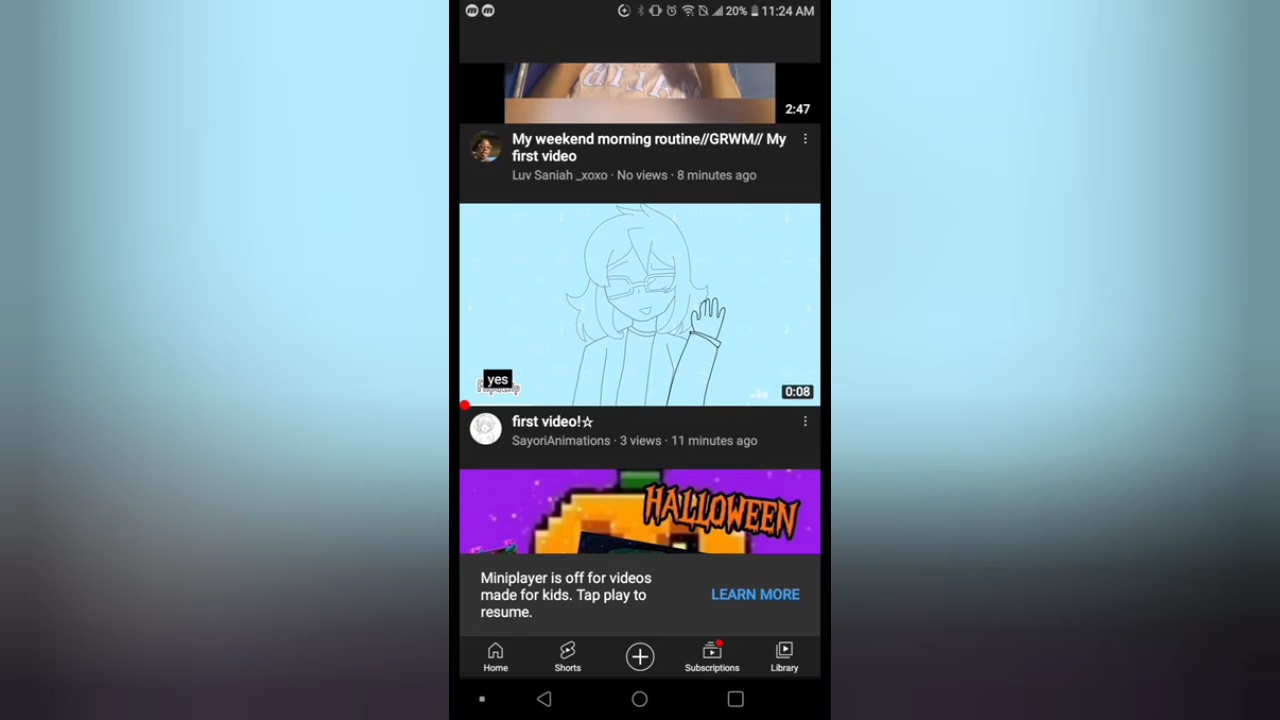 20% 11:24 AM
2:47
My weekend morning routine//GRWM// My
first video
Luv Saniah _xoxo · No views · 8 minutes ago
yes
0:08
first video!☆
SayoriAnimations · 3 views · 11 minutes ago
HALLOWEEN
Miniplayer is off for videos
made for kids. Tap play to
resume.
LEARN MORE
Home
Shorts
Subscriptions
Library